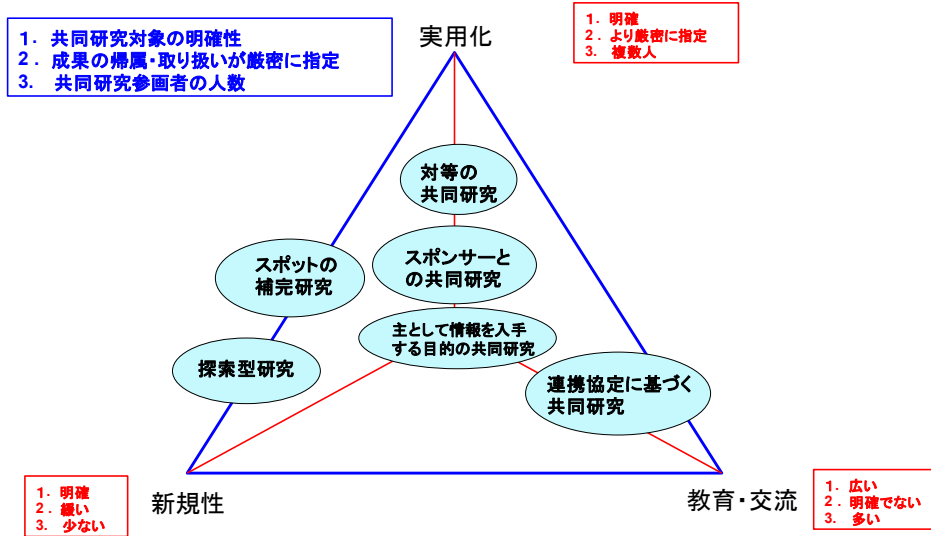 1. 共同研究対象の明確性
2. 成果の帰属・取り扱いが厳密に指定
3. 共同研究参画者の人数
実用化
1. 明確
2. より厳密に指定
3. 複数人
対等の
共同研究
スポットの
補完研究
スポンサーと
の共同研究
主として情報を入手
する目的の共同研究
探索型研究
連携協定に基づく
共同研究
1. 明確
2. 緩い
3. 少ない
新規性
教育・交流
1. 広い
2. 明確でない
3. 多い